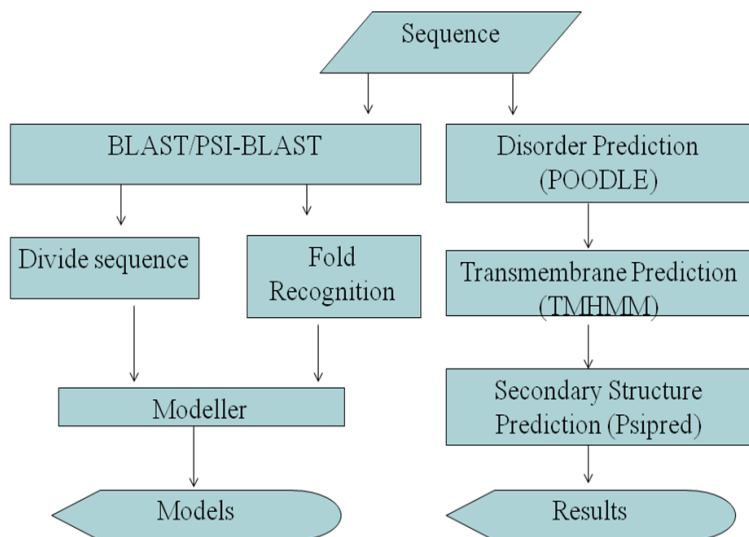 Sequence
BLAST/PSI-BLAST
Divide sequence
Fold
Recognition
Modeller
Models
Disorder Prediction
(POODLE)
Transmembrane Prediction
(TMHMM)
Secondary Structure
Prediction (Psipred)
Results